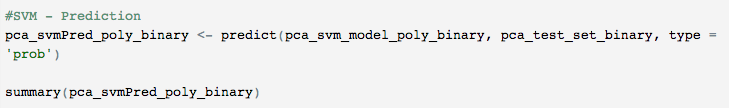 #SVM - Prediction
pca_svmPred_poly_binary <- predict(pca_svm_model_poly_binary, pca_test_set_binary, type =
'prob')
summary(pca_svmPred_poly_binary)